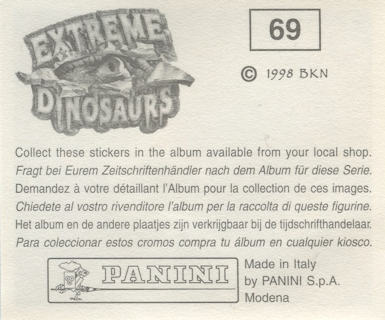 EXTREME
DINOSAURS
69
© 1998 BKN
Collect these stickers in the album available from your local shop.
Fragt bei Eurem Zeitschriftenhändler nach dem Album für diese Serie.
Demandez à votre détaillant l'Album pour la collection de ces images.
Chiedete al vostro rivenditore l'album per la raccolta di queste figurine.
Het album en de andere plaatjes zijn verkrijgbaar bij de tijdschrifthandelaar.
Para coleccionar estos cromos compra tu álbum en cualquier kiosco.
PANINI
Made in Italy
by PANINI S.p.A.
Modena